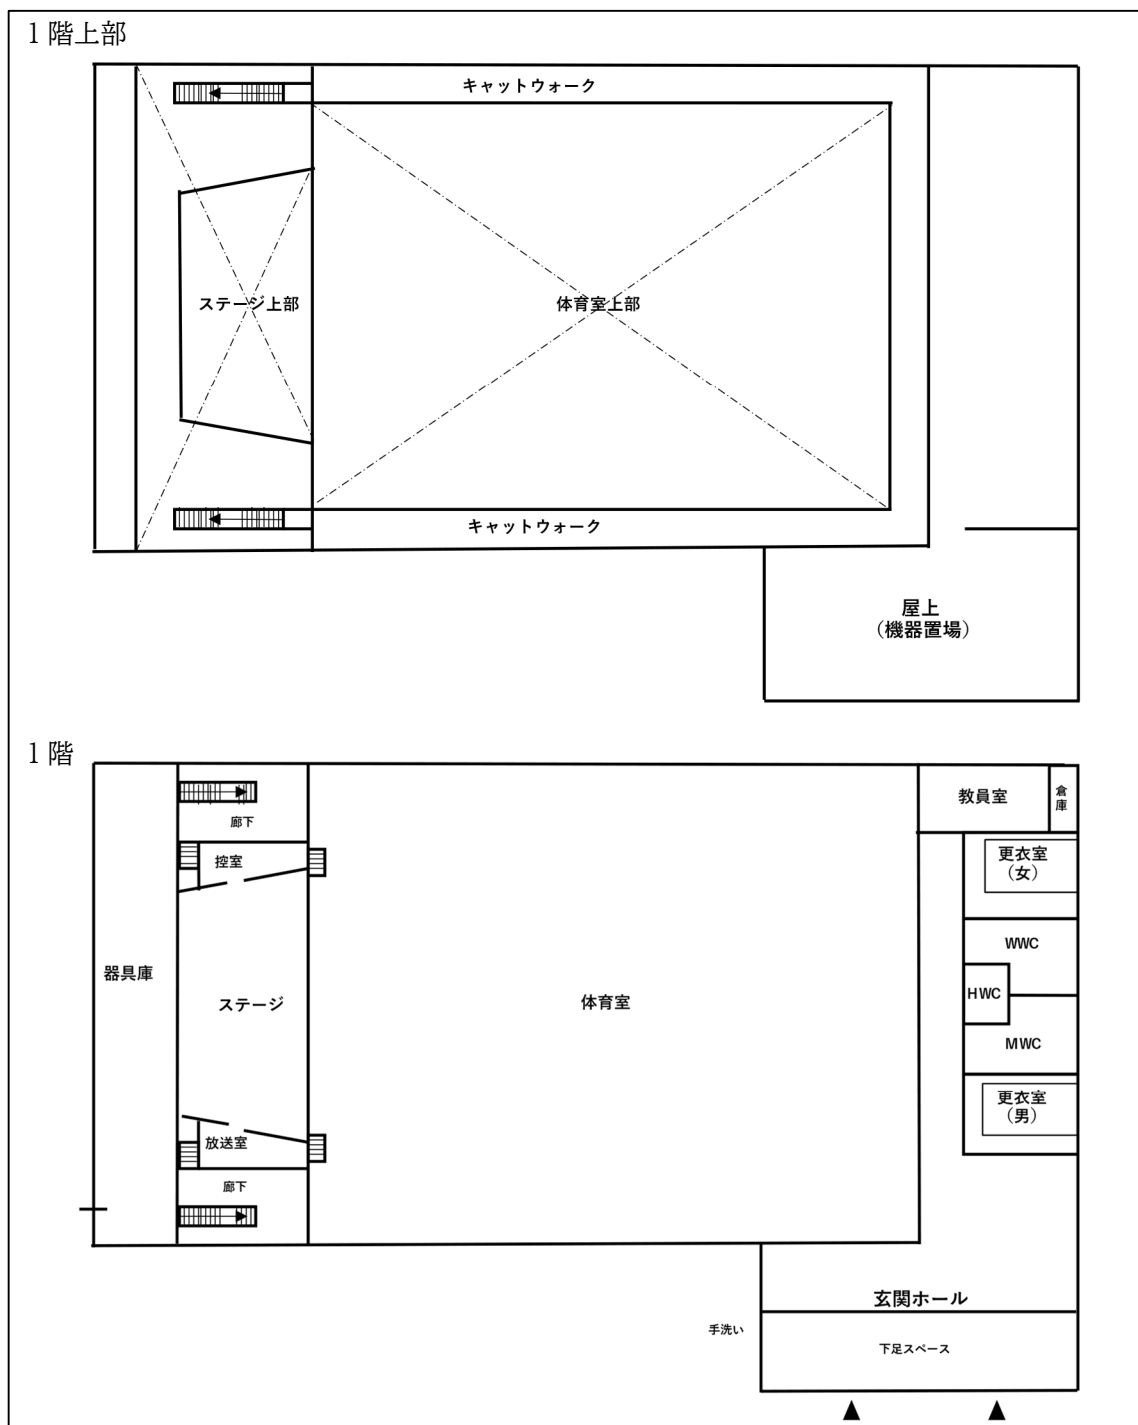 1階上部
キャットウォーク
ステージ上部
体育室上部
キャットウォーク
屋上
(機器置場)
1階
教員室
倉庫
廊下
控室
更衣室
(女)
WWC
器具庫
ステージ
体育室
HWC
MWC
更衣室
(男)
放送室
廊下
玄関ホール
手洗い
下足スペース